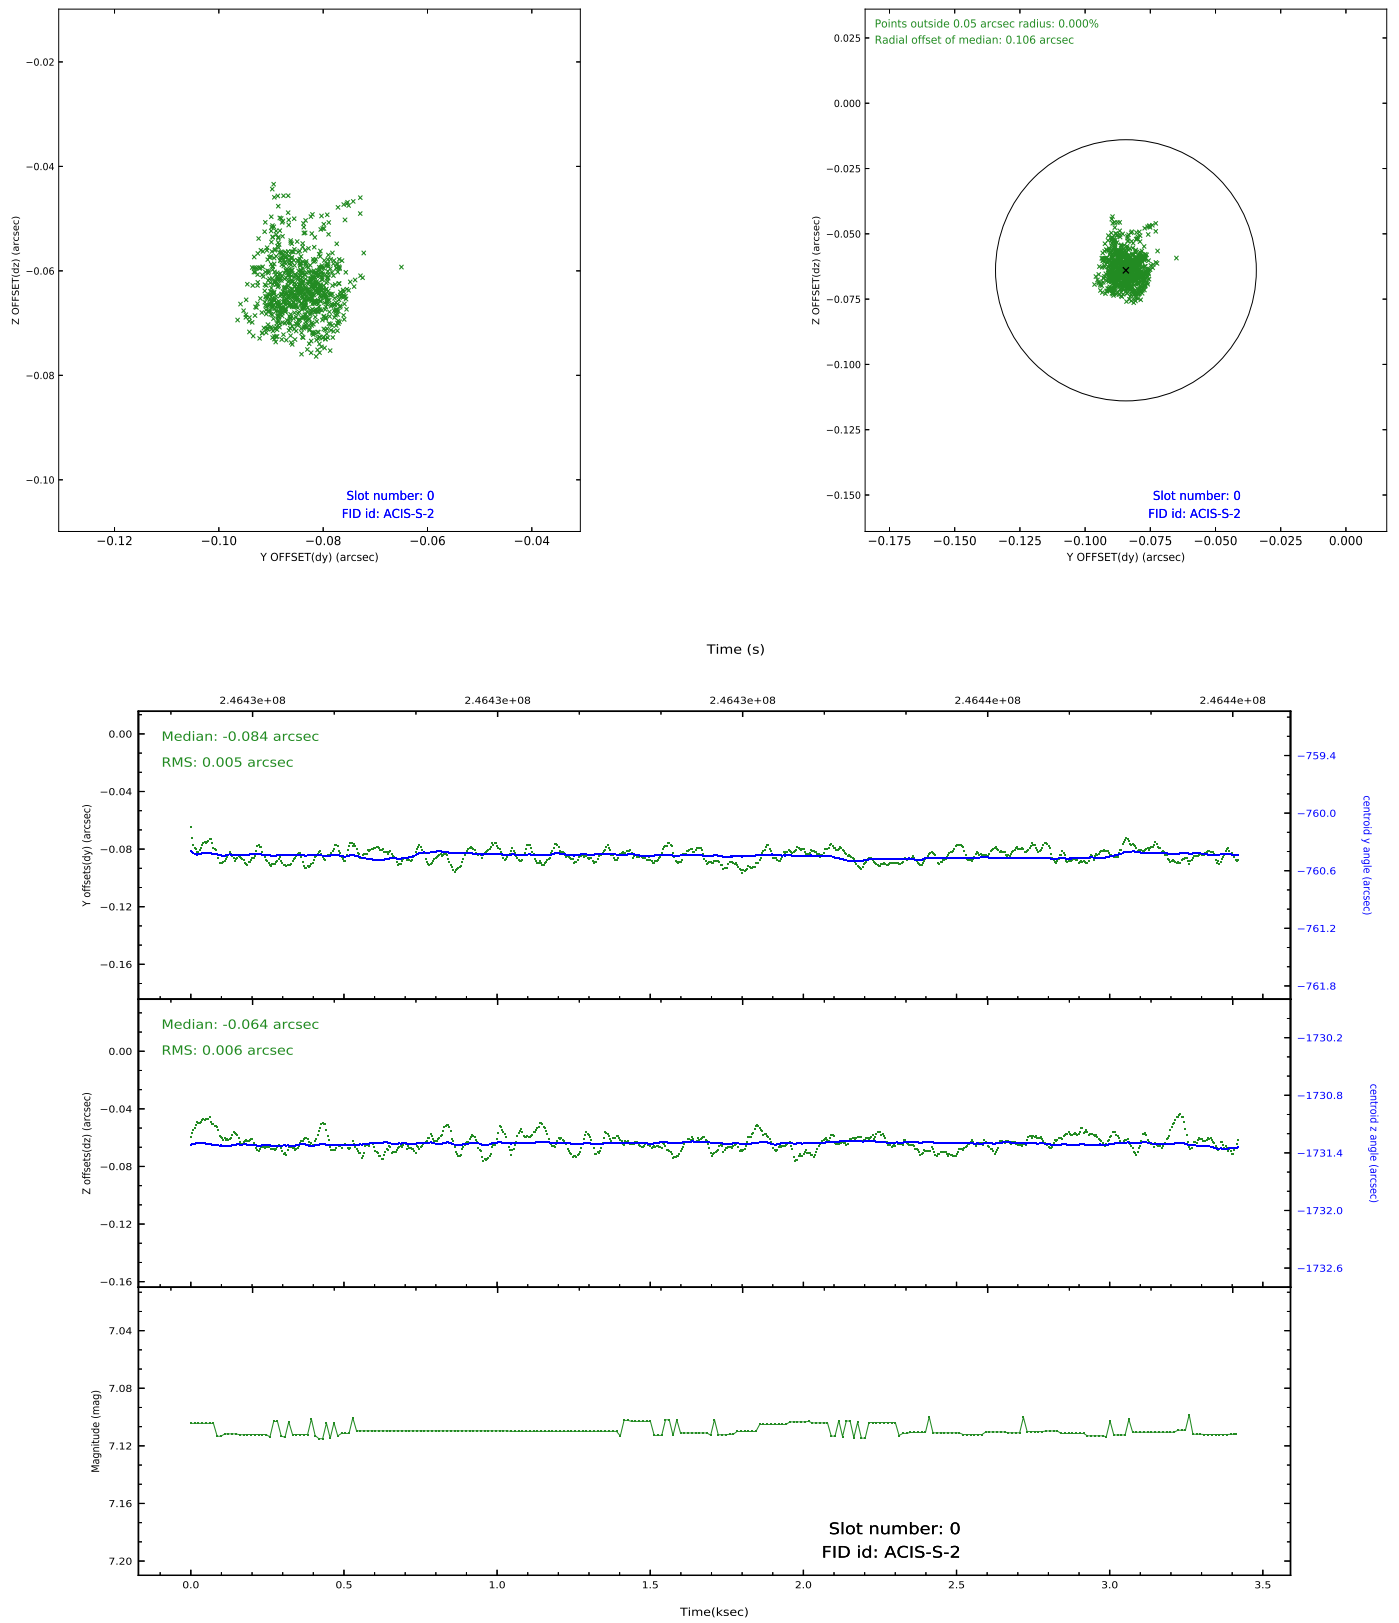 −0.02
−0.04
−0.06
−0.08
−0.10
Z OFFSET(dz) (arcsec)
Slot number: 0
FID id: ACIS-S-2
−0.12 −0.10 −0.08 −0.06 −0.04
Y OFFSET(dy) (arcsec)
Points outside 0.05 arcsec radius: 0.000%
Radial offset of median: 0.106 arcsec
0.025
0.000
−0.025
−0.050
−0.075
−0.100
−0.125
−0.150
Z OFFSET(dz) (arcsec)
Slot number: 0
FID id: ACIS-S-2
−0.175 −0.150 −0.125 −0.100 −0.075 −0.050 −0.025 0.000
Y OFFSET(dy) (arcsec)
Time (s)
2.4643e+08 2.4643e+08 2.4643e+08 2.4644e+08 2.4644e+08
Median: -0.084 arcsec
RMS: 0.005 arcsec
0.00
−0.04
−0.08
−0.12
−0.16
Y offsets(dy) (arcsec)
−759.4
−760.0
−760.6
−761.2
−761.8
centroid y angle (arcsec)
Median: -0.064 arcsec
RMS: 0.006 arcsec
0.00
−0.04
−0.08
−0.12
−0.16
Z offsets(dz) (arcsec)
−1730.2
−1730.8
−1731.4
−1732.0
−1732.6
centroid z angle (arcsec)
7.04
7.08
7.12
7.16
7.20
Magnitude (mag)
Slot number: 0
FID id: ACIS-S-2
0.0 0.5 1.0 1.5 2.0 2.5 3.0 3.5
Time(ksec)